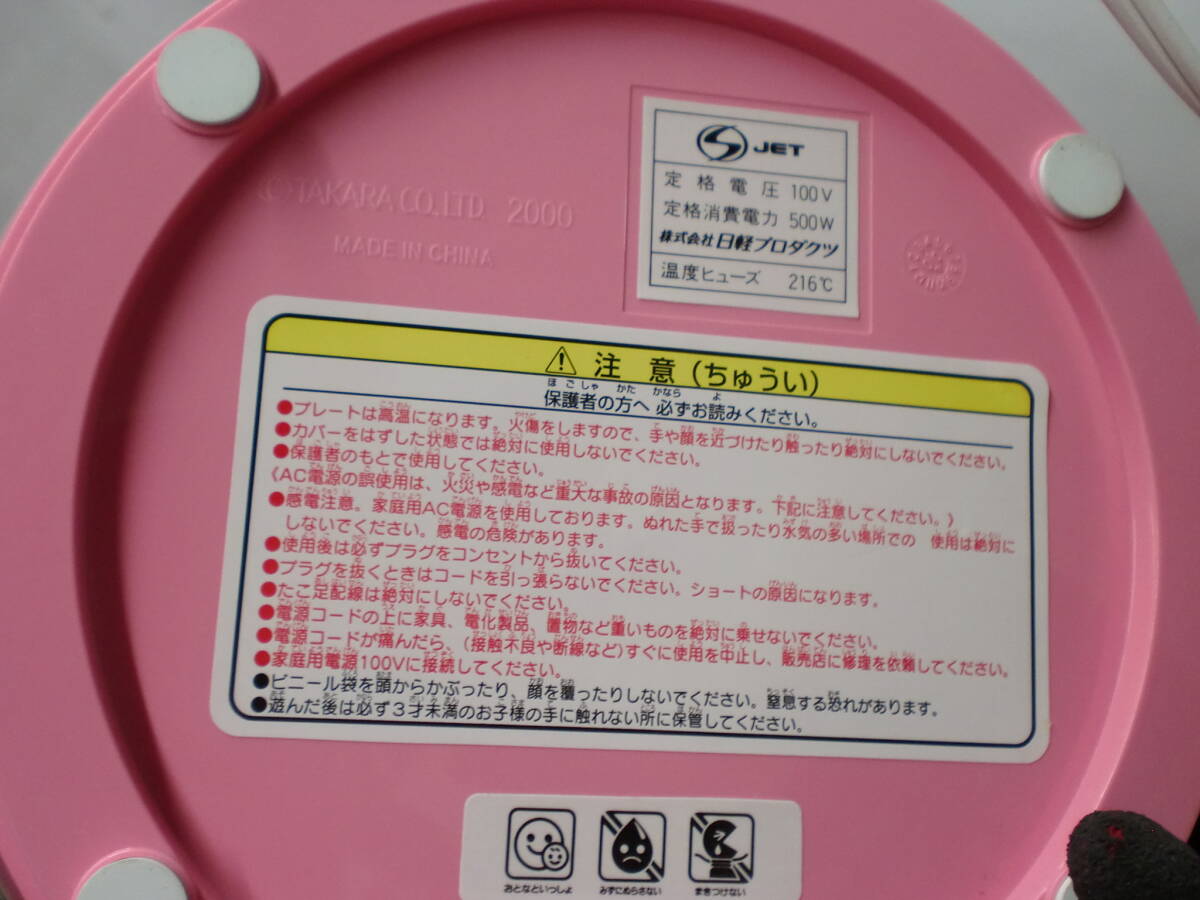 ©TAKARA CO.,LTD 2000
MADE IN CHINA
JET
定格電圧 100V
定格消費電力 500W
株式会社 日軽プロダクツ
温度ヒューズ 216℃
注意(ちゅうい)
保護者の方へ 必ずお読みください。
●プレートは高温になります。火傷をしますので、手や顔を近づけたり触ったり絶対にしないでください。
●カバーをはずした状態では絶対に使用しないでください。
●保護者のもとで使用してください。
《AC電源の誤使用は、火災や感電など重大な事故の原因となります。下記に注意してください。》
●感電注意。家庭用AC電源を使用しております。ぬれた手で扱ったり水気の多い場所での 使用は絶対に
しないでください。感電の危険があります。
●使用後は必ずプラグをコンセントから抜いてください。
●プラグを抜くときはコードを引っ張らないでください。ショートの原因になります。
●たこ足配線は絶対にしないでください。
●電源コードの上に家具、電化製品、置物など重いものを絶対に乗せないでください。
●電源コードが痛んだら、(接触不良や断線など)すぐに使用を中止し、販売店に修理を依頼してください。
●家庭用電源100Vに接続してください。
●ビニール袋を頭からかぶったり、顔を覆ったりしないでください。窒息する恐れがあります。
●遊んだ後は必ず3才未満のお子様の手に触れない所に保管してください。
おとなといっしょ
みずにぬらさない
まきつけない